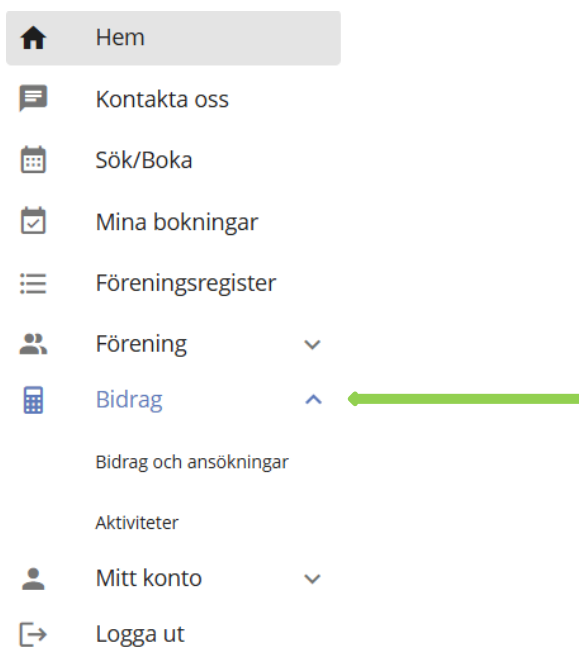 Hem
Kontakta oss
Sök/Boka
Mina bokningar
Föreningsregister
Förening
Bidrag
Bidrag och ansökningar
Aktiviteter
Mitt konto
Logga ut